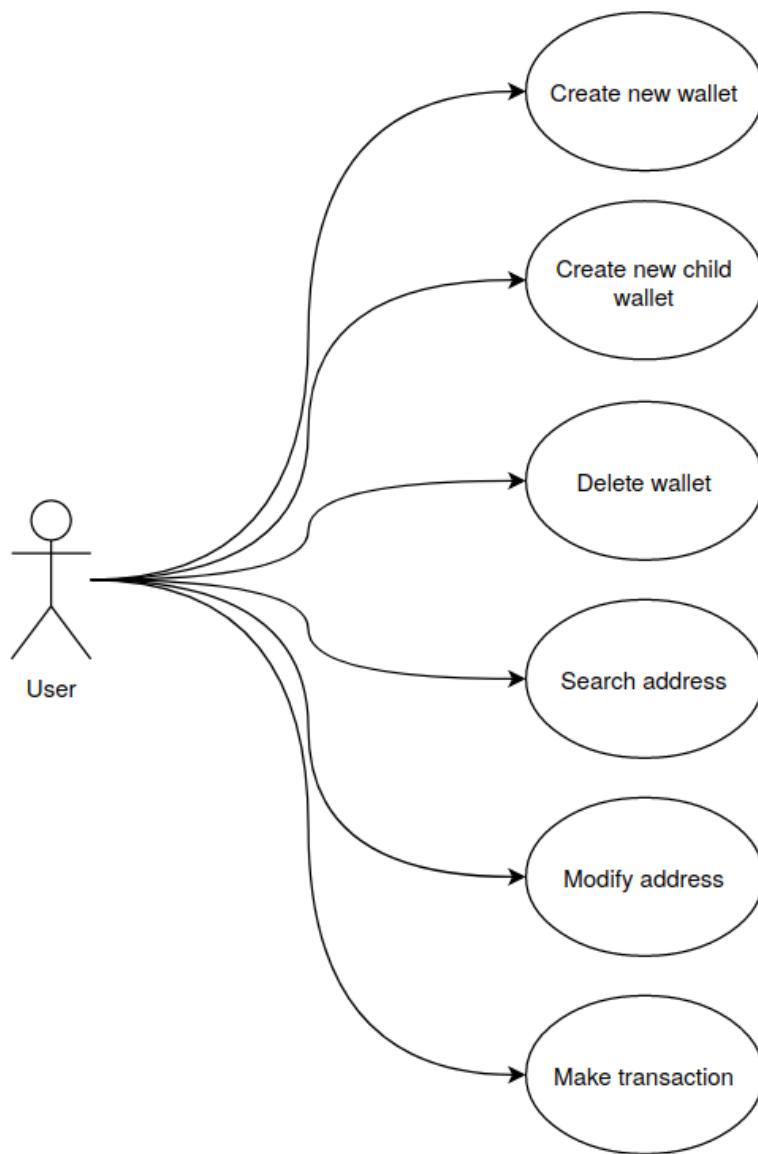 Create new wallet
Create new child
wallet
Delete wallet
User
Search address
Modify address
Make transaction